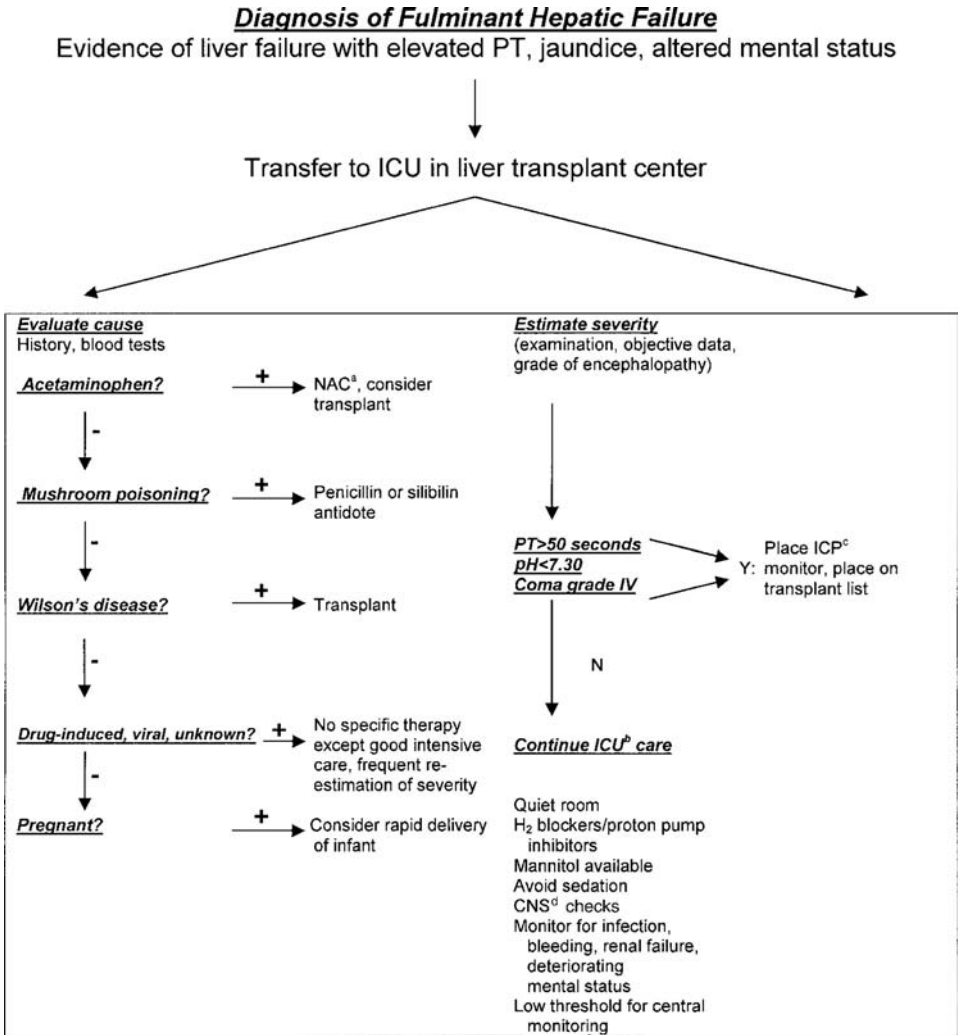 Diagnosis of Fulminant Hepatic Failure
Evidence of liver failure with elevated PT, jaundice, altered mental status
Transfer to ICU in liver transplant center
Evaluate cause
History, blood tests
Acetaminophen?
+
NACᵃ, consider
transplant
-
Mushroom poisoning?
+
Penicillin or silibilin
antidote
-
Wilson's disease?
+
Transplant
-
Drug-induced, viral, unknown?
+
No specific therapy
except good intensive
care, frequent re-
estimation of severity
-
Pregnant?
+
Consider rapid delivery
of infant
Estimate severity
(examination, objective data,
grade of encephalopathy)
PT>50 seconds
pH<7.30
Coma grade IV
Place ICPᶜ
Y: monitor, place on
transplant list
N
Continue ICUᵇ care
Quiet room
H₂ blockers/proton pump
inhibitors
Mannitol available
Avoid sedation
CNSᵈ checks
Monitor for infection,
bleeding, renal failure,
deteriorating
mental status
Low threshold for central
monitoring